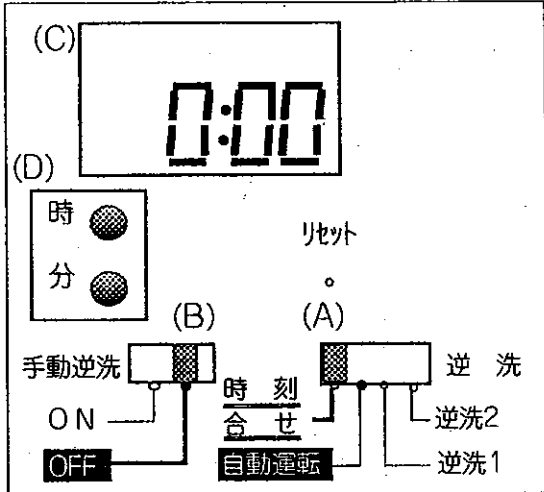 (C)
0:00
(D)
時
分
リセット
(B)
(A)
手動逆洗
時刻
合せ
逆洗
ON
逆洗2
OFF
自動運転
逆洗1